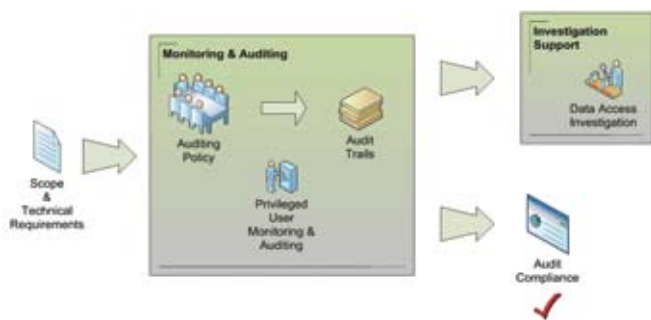 Monitoring & Auditing
Auditing
Policy
Audit
Trails
Privileged
User
Monitoring &
Auditing
Scope
&
Technical
Requirements
Investigation
Support
Data Access
Investigation
Audit
Compliance